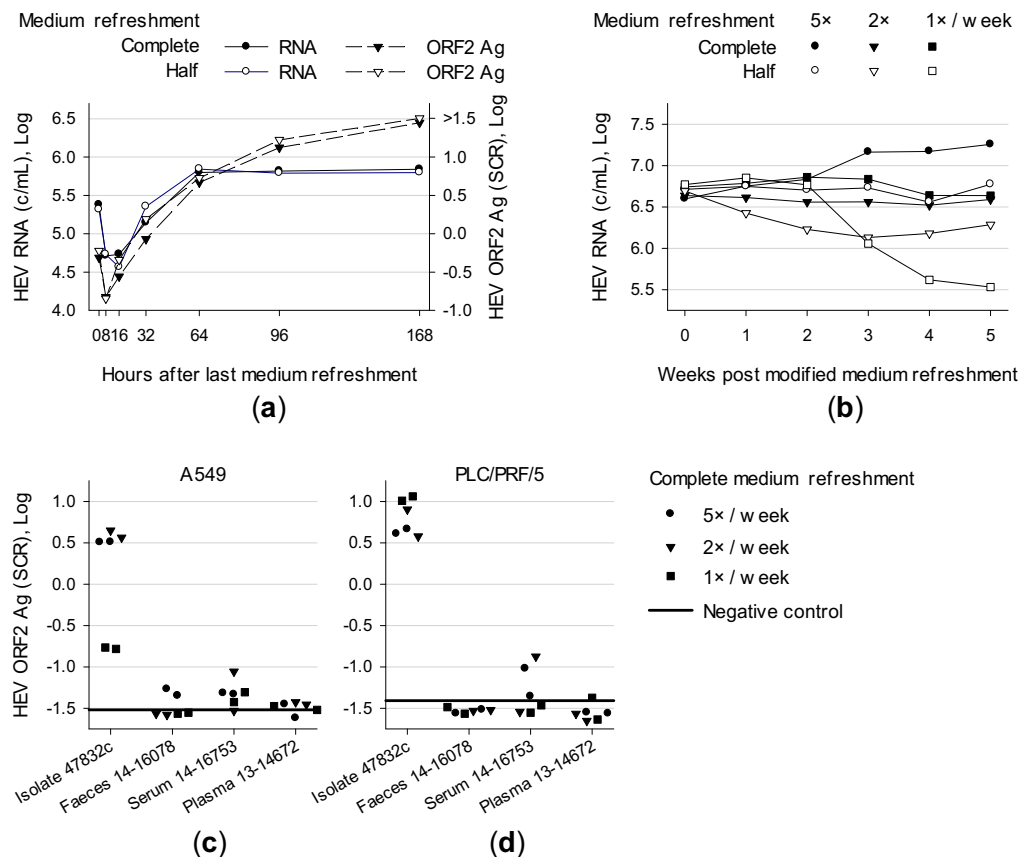 Medium refreshment
Complete RNA ORF2 Ag
Half RNA ORF2 Ag
HEV RNA (c/mL), Log
6.5
6.0
5.5
5.0
4.5
4.0
>1.5
1.0
0.5
0.0
-0.5
-1.0
HEV ORF2 Ag (SCR), Log
0 8 16 32 64 96 168
Hours after last medium refreshment
(a)
Medium refreshment 5× 2× 1× / week
Complete
Half
HEV RNA (c/mL), Log
7.5
7.0
6.5
6.0
5.5
0 1 2 3 4 5
Weeks post modified medium refreshment
(b)
A549
HEV ORF2 Ag (SCR), Log
1.0
0.5
0.0
-0.5
-1.0
-1.5
Isolate 47832c
Faeces 14-16078
Serum 14-16753
Plasma 13-14672
(c)
PLC/PRF/5
1.0
0.5
0.0
-0.5
-1.0
-1.5
Isolate 47832c
Faeces 14-16078
Serum 14-16753
Plasma 13-14672
(d)
Complete medium refreshment
5× / week
2× / week
1× / week
Negative control